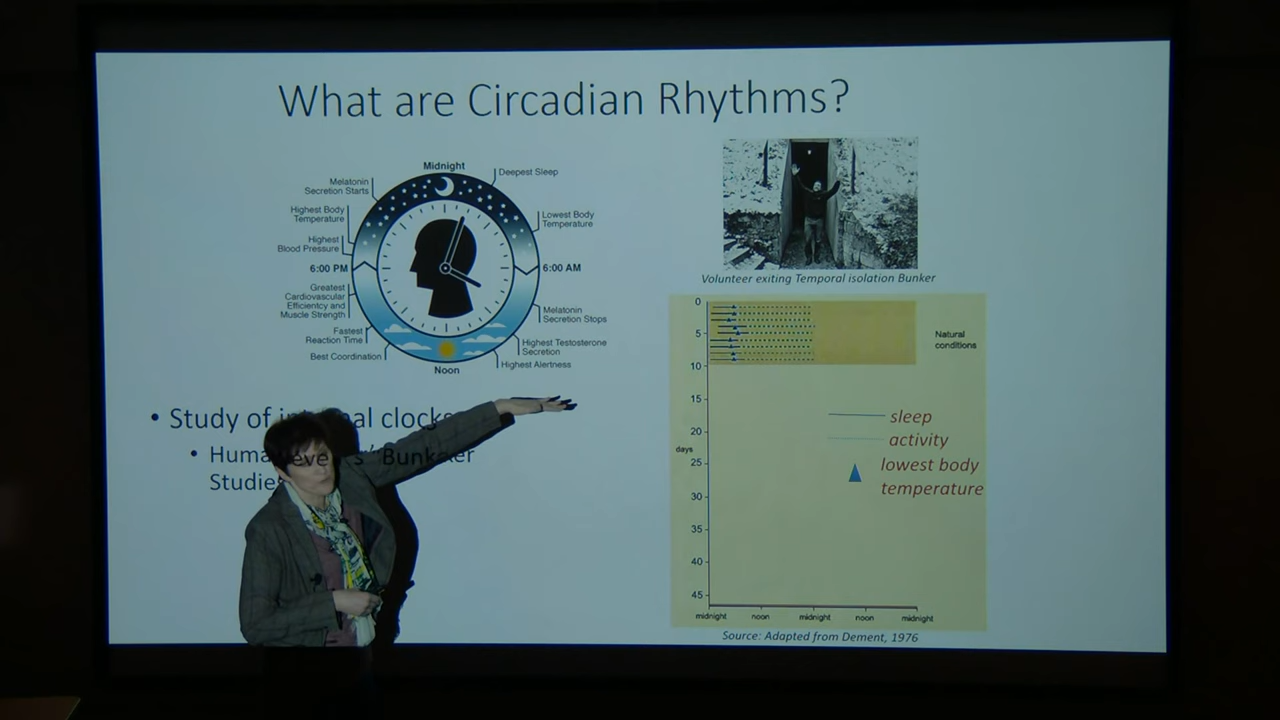 What are Circadian Rhythms?
Midnight
Deepest Sleep
Melatonin
Secretion Starts
Highest Body
Temperature
Lowest Body
Temperature
Highest
Blood Pressure
6:00 PM
6:00 AM
Greatest
Cardiovascular
Efficiency and
Muscle Strength
Melatonin
Secretion Stops
Fastest
Reaction Time
Highest Testosterone
Secretion
Best Coordination
Highest Alertness
Noon
• Study of clocks
• Studies
Volunteer exiting Temporal isolation Bunker
0
5
10
15
20
25
30
35
40
45
days
Natural
conditions
sleep
activity
lowest body
temperature
midnight noon midnight noon midnight
Source: Adapted from Dement, 1976